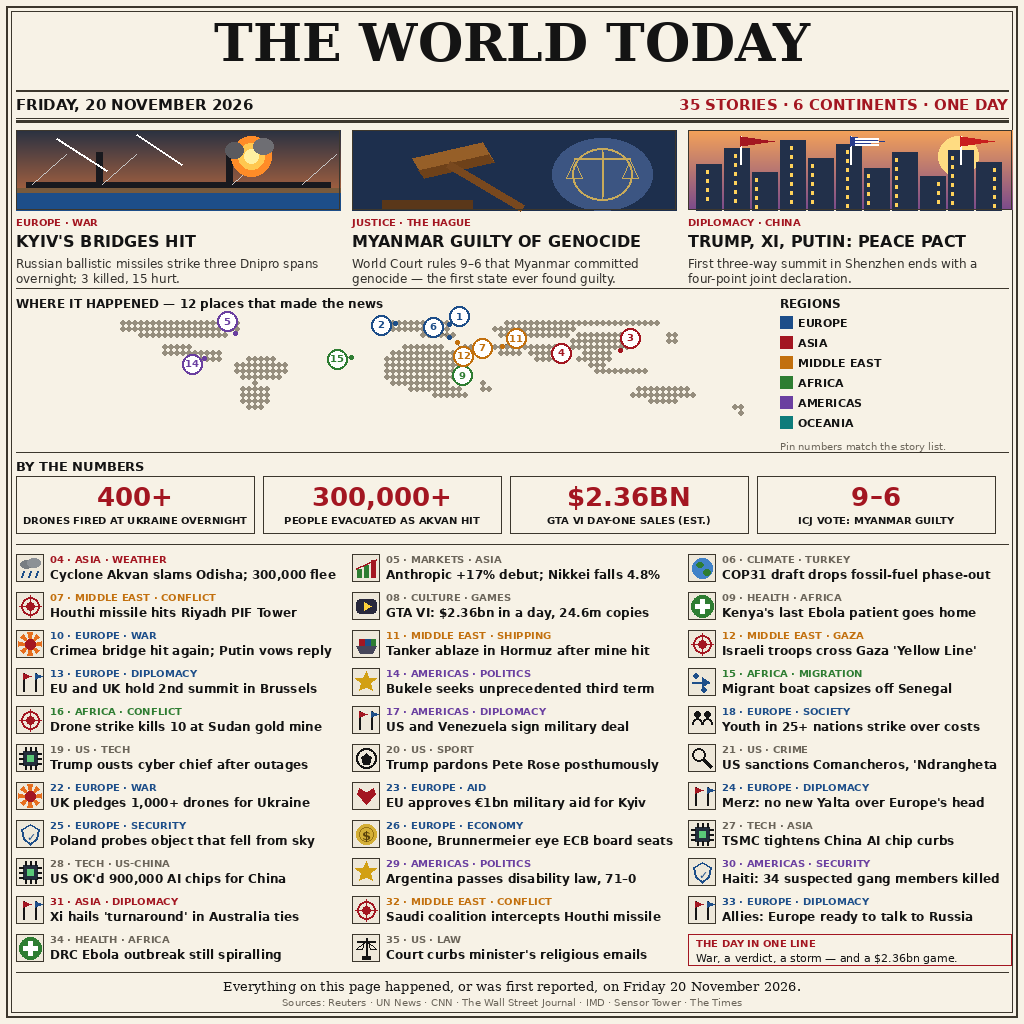 THE WORLD TODAY
FRIDAY, 20 NOVEMBER 2026
35 STORIES · 6 CONTINENTS · ONE DAY
EUROPE · WAR
KYIV'S BRIDGES HIT
Russian ballistic missiles strike three Dnipro spans
overnight; 3 killed, 15 hurt.
JUSTICE · THE HAGUE
MYANMAR GUILTY OF GENOCIDE
World Court rules 9–6 that Myanmar committed
genocide — the first state ever found guilty.
DIPLOMACY · CHINA
TRUMP, XI, PUTIN: PEACE PACT
First three-way summit in Shenzhen ends with a
four-point joint declaration.
WHERE IT HAPPENED — 12 places that made the news
5
2
6
1
14
15
12
7
11
9
4
3
REGIONS
EUROPE
ASIA
MIDDLE EAST
AFRICA
AMERICAS
OCEANIA
Pin numbers match the story list.
BY THE NUMBERS
400+
DRONES FIRED AT UKRAINE OVERNIGHT
300,000+
PEOPLE EVACUATED AS AKVAN HIT
$2.36BN
GTA VI DAY-ONE SALES (EST.)
9–6
ICJ VOTE: MYANMAR GUILTY
04 · ASIA · WEATHER
Cyclone Akvan slams Odisha; 300,000 flee
05 · MARKETS · ASIA
Anthropic +17% debut; Nikkei falls 4.8%
06 · CLIMATE · TURKEY
COP31 draft drops fossil-fuel phase-out
07 · MIDDLE EAST · CONFLICT
Houthi missile hits Riyadh PIF Tower
08 · CULTURE · GAMES
GTA VI: $2.36bn in a day, 24.6m copies
09 · HEALTH · AFRICA
Kenya's last Ebola patient goes home
10 · EUROPE · WAR
Crimea bridge hit again; Putin vows reply
11 · MIDDLE EAST · SHIPPING
Tanker ablaze in Hormuz after mine hit
12 · MIDDLE EAST · GAZA
Israeli troops cross Gaza 'Yellow Line'
13 · EUROPE · DIPLOMACY
EU and UK hold 2nd summit in Brussels
14 · AMERICAS · POLITICS
Bukele seeks unprecedented third term
15 · AFRICA · MIGRATION
Migrant boat capsizes off Senegal
16 · AFRICA · CONFLICT
Drone strike kills 10 at Sudan gold mine
17 · AMERICAS · DIPLOMACY
US and Venezuela sign military deal
18 · EUROPE · SOCIETY
Youth in 25+ nations strike over costs
19 · US · TECH
Trump ousts cyber chief after outages
20 · US · SPORT
Trump pardons Pete Rose posthumously
21 · US · CRIME
US sanctions Comancheros, 'Ndrangheta
22 · EUROPE · WAR
UK pledges 1,000+ drones for Ukraine
23 · EUROPE · AID
EU approves €1bn military aid for Kyiv
24 · EUROPE · DIPLOMACY
Merz: no new Yalta over Europe's head
25 · EUROPE · SECURITY
Poland probes object that fell from sky
26 · EUROPE · ECONOMY
$
Boone, Brunnermeier eye ECB board seats
27 · TECH · ASIA
TSMC tightens China AI chip curbs
28 · TECH · US-CHINA
US OK'd 900,000 AI chips for China
29 · AMERICAS · POLITICS
Argentina passes disability law, 71–0
30 · AMERICAS · SECURITY
Haiti: 34 suspected gang members killed
31 · ASIA · DIPLOMACY
Xi hails 'turnaround' in Australia ties
32 · MIDDLE EAST · CONFLICT
Saudi coalition intercepts Houthi missile
33 · EUROPE · DIPLOMACY
Allies: Europe ready to talk to Russia
34 · HEALTH · AFRICA
DRC Ebola outbreak still spiralling
35 · US · LAW
Court curbs minister's religious emails
THE DAY IN ONE LINE
War, a verdict, a storm — and a $2.36bn game.
Everything on this page happened, or was first reported, on Friday 20 November 2026.
Sources: Reuters · UN News · CNN · The Wall Street Journal · IMD · Sensor Tower · The Times